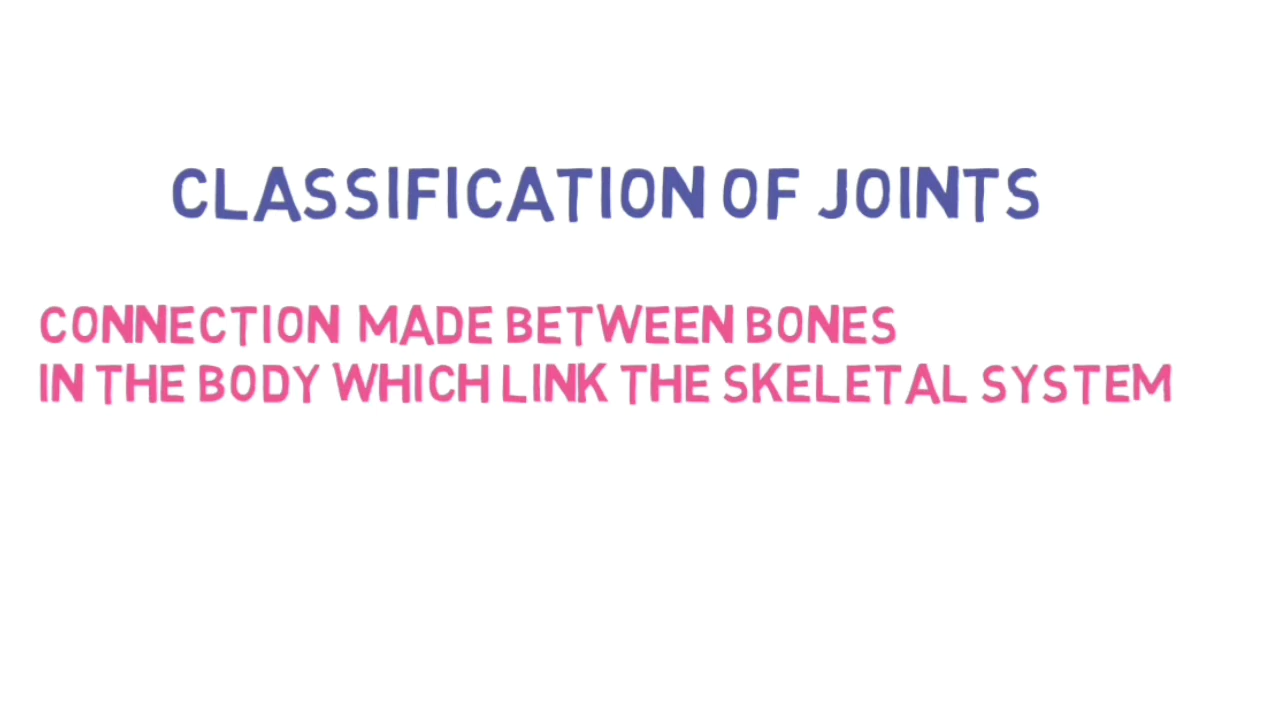 CLASSIFICATION OF JOINTS
CONNECTION MADE BETWEEN BONES
IN THE BODY WHICH LINK THE SKELETAL SYSTEM